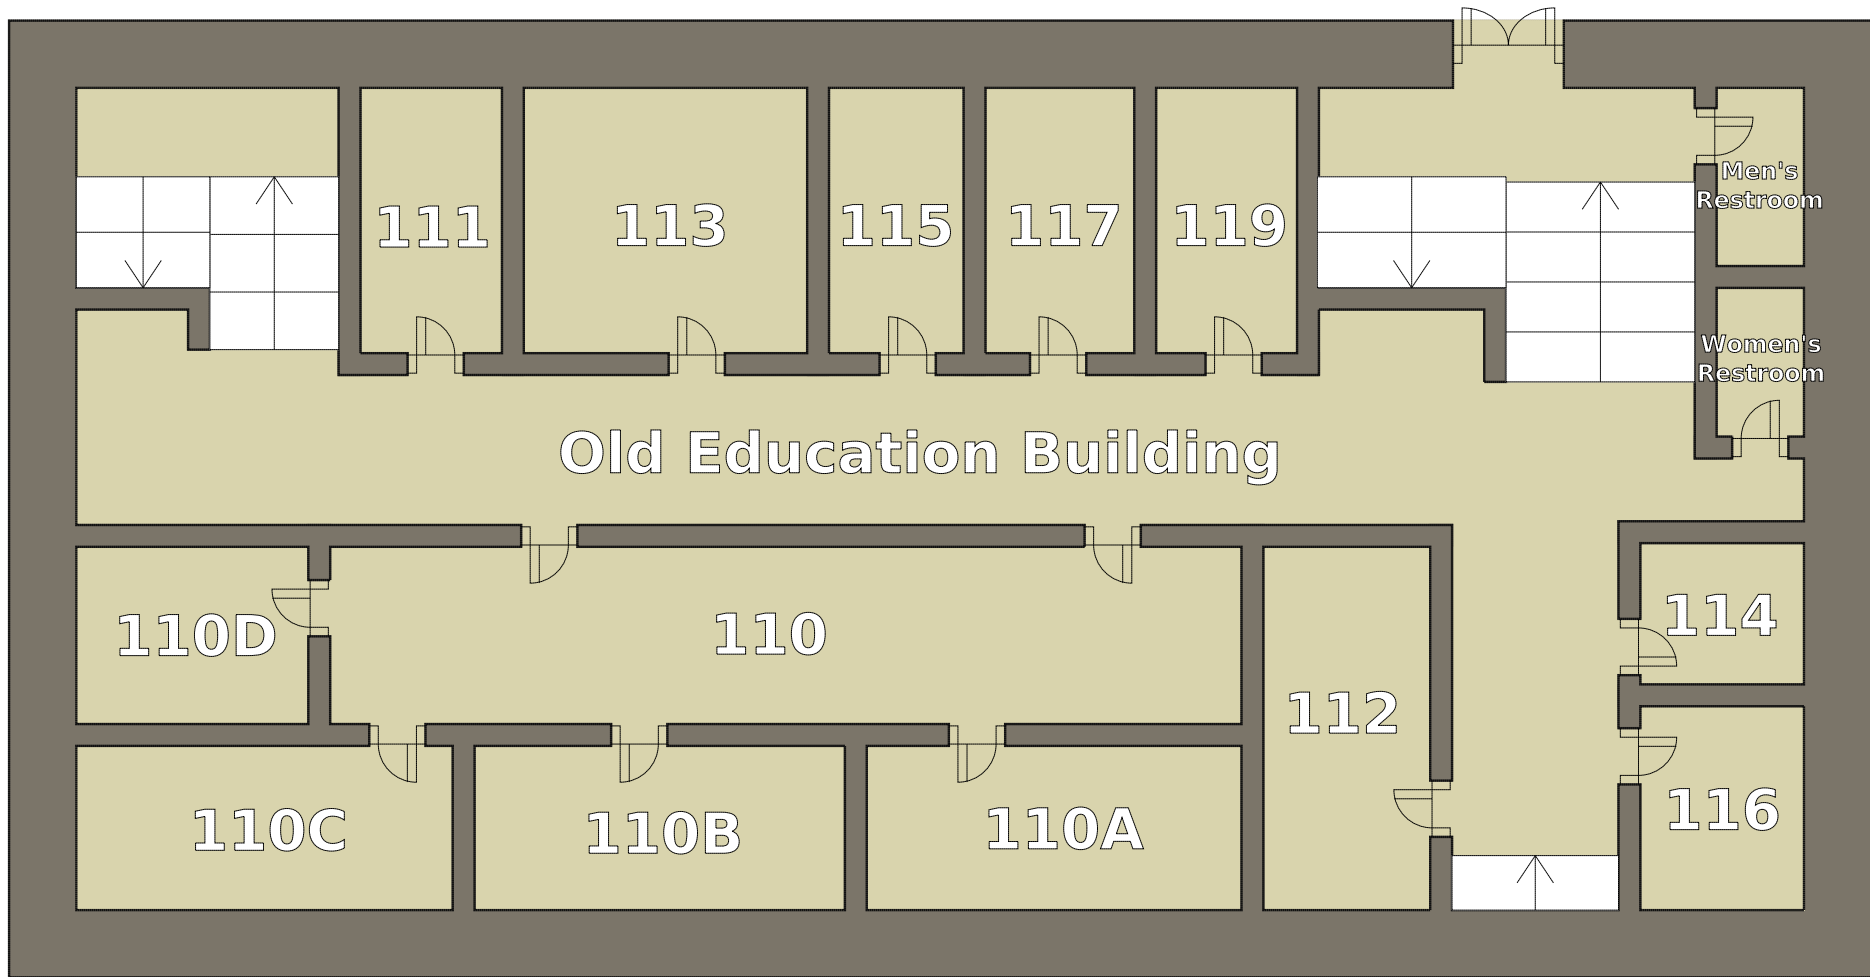 111
113
115
117
119
Men's
Restroom
Women's
Restroom
Old Education Building
110D
110
112
114
110C
110B
110A
116